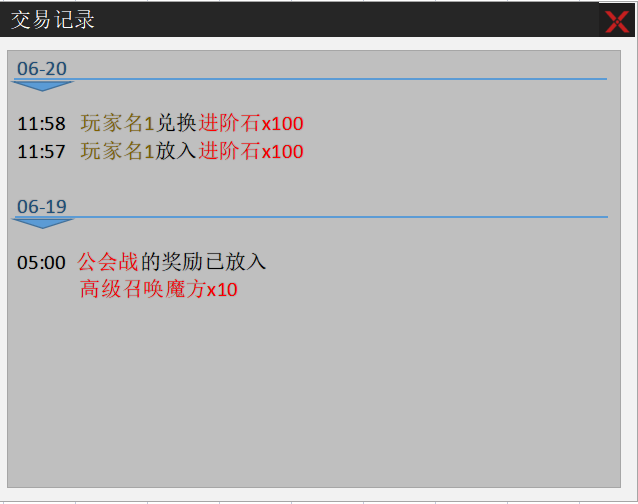 交易记录
06-20
11:58 玩家名1兑换进阶石x100
11:57 玩家名1放入进阶石x100
06-19
05:00 公会战的奖励已放入
高级召唤魔方x10